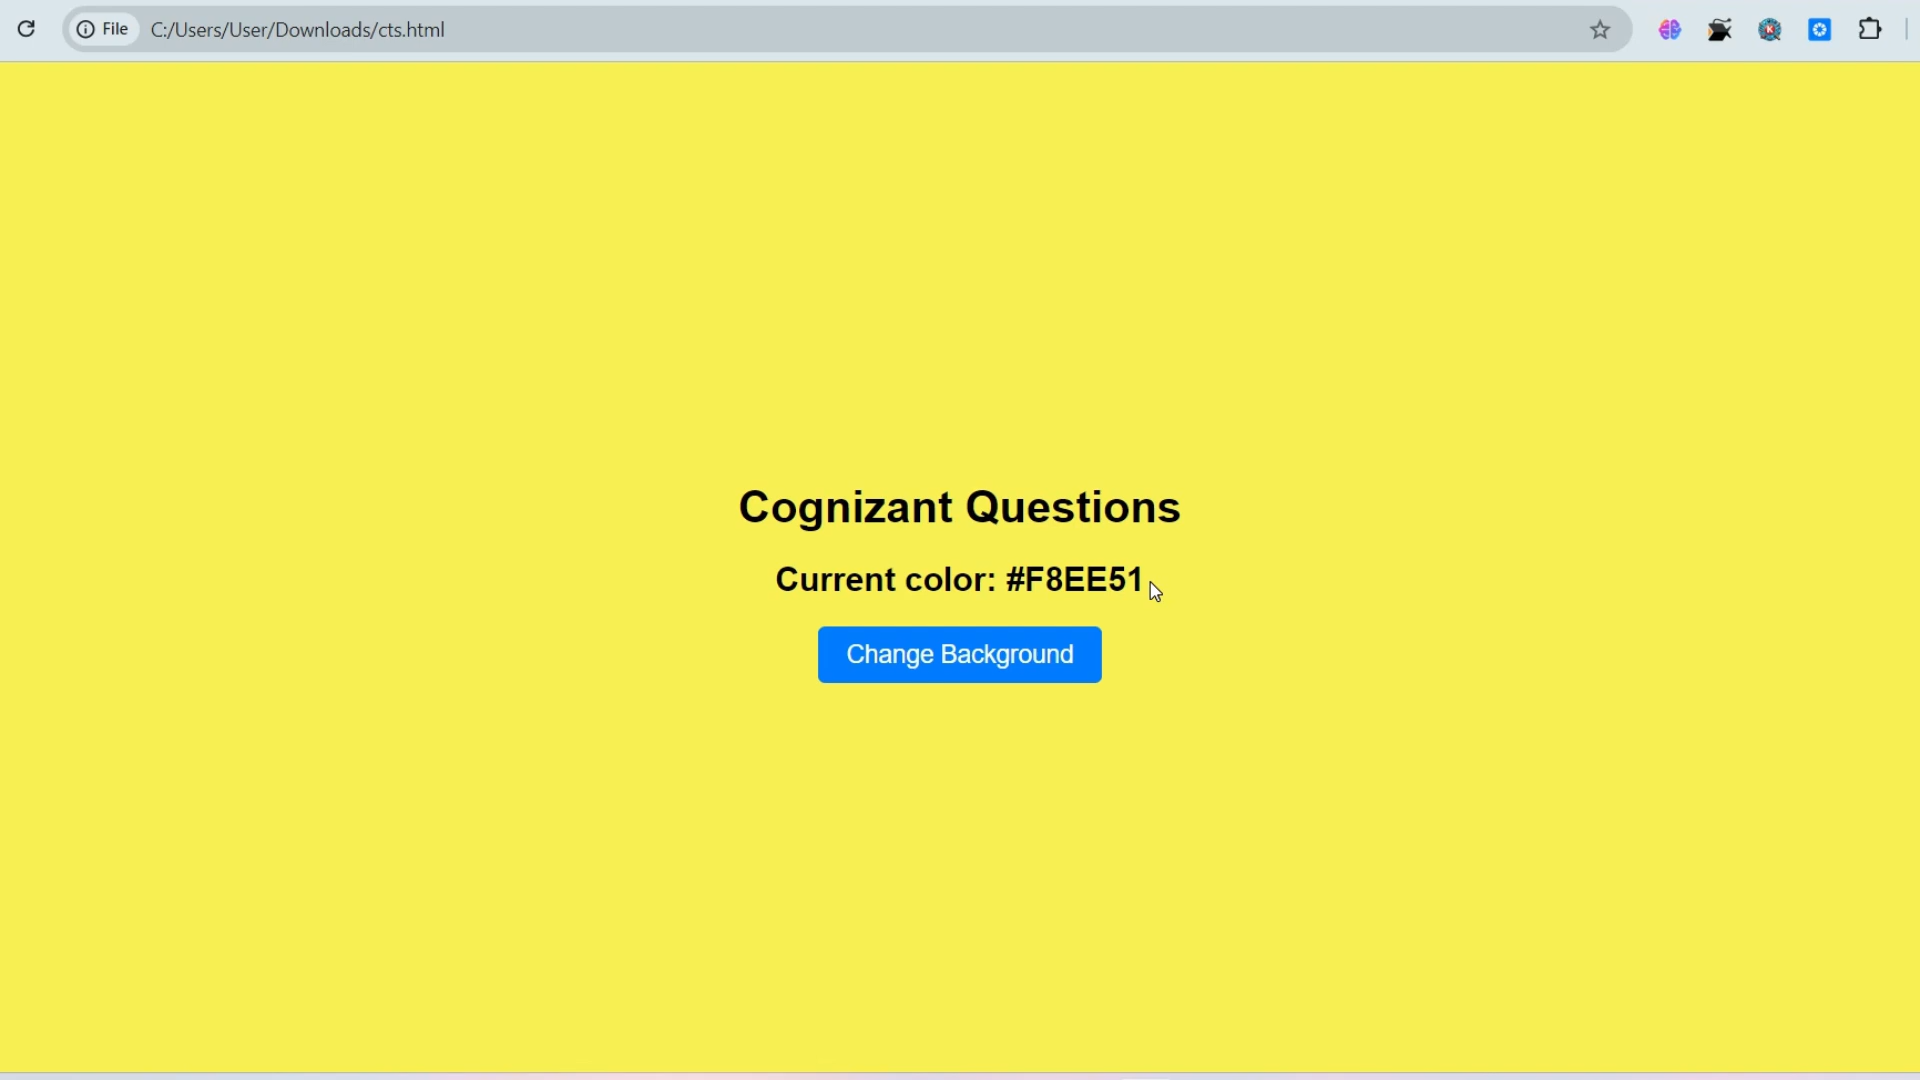 File C:/Users/User/Downloads/cts.html
Cognizant Questions
Current color: #F8EE51
Change Background